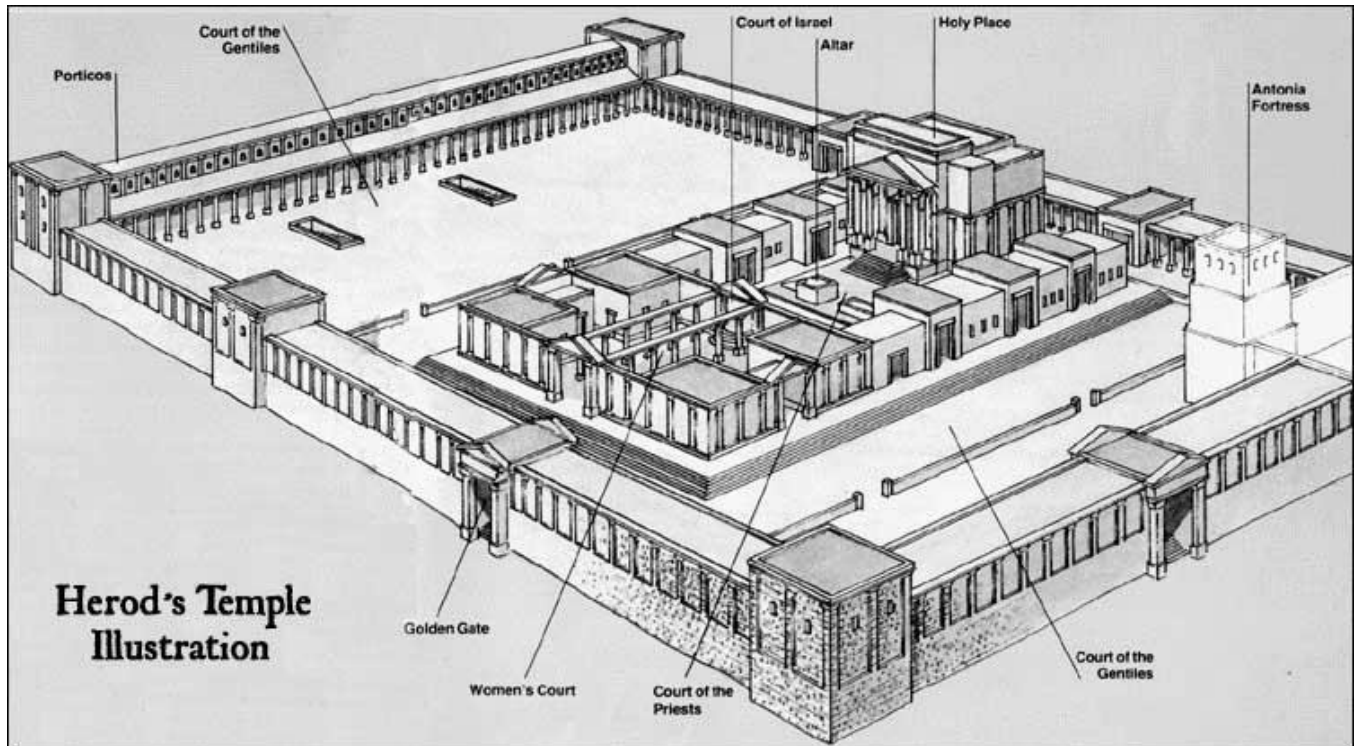 Court of the
Gentiles
Porticos
Court of Israel
Altar
Holy Place
Antonia
Fortress
Herod's Temple
Illustration
Golden Gate
Women's Court
Court of the
Priests
Court of the
Gentiles